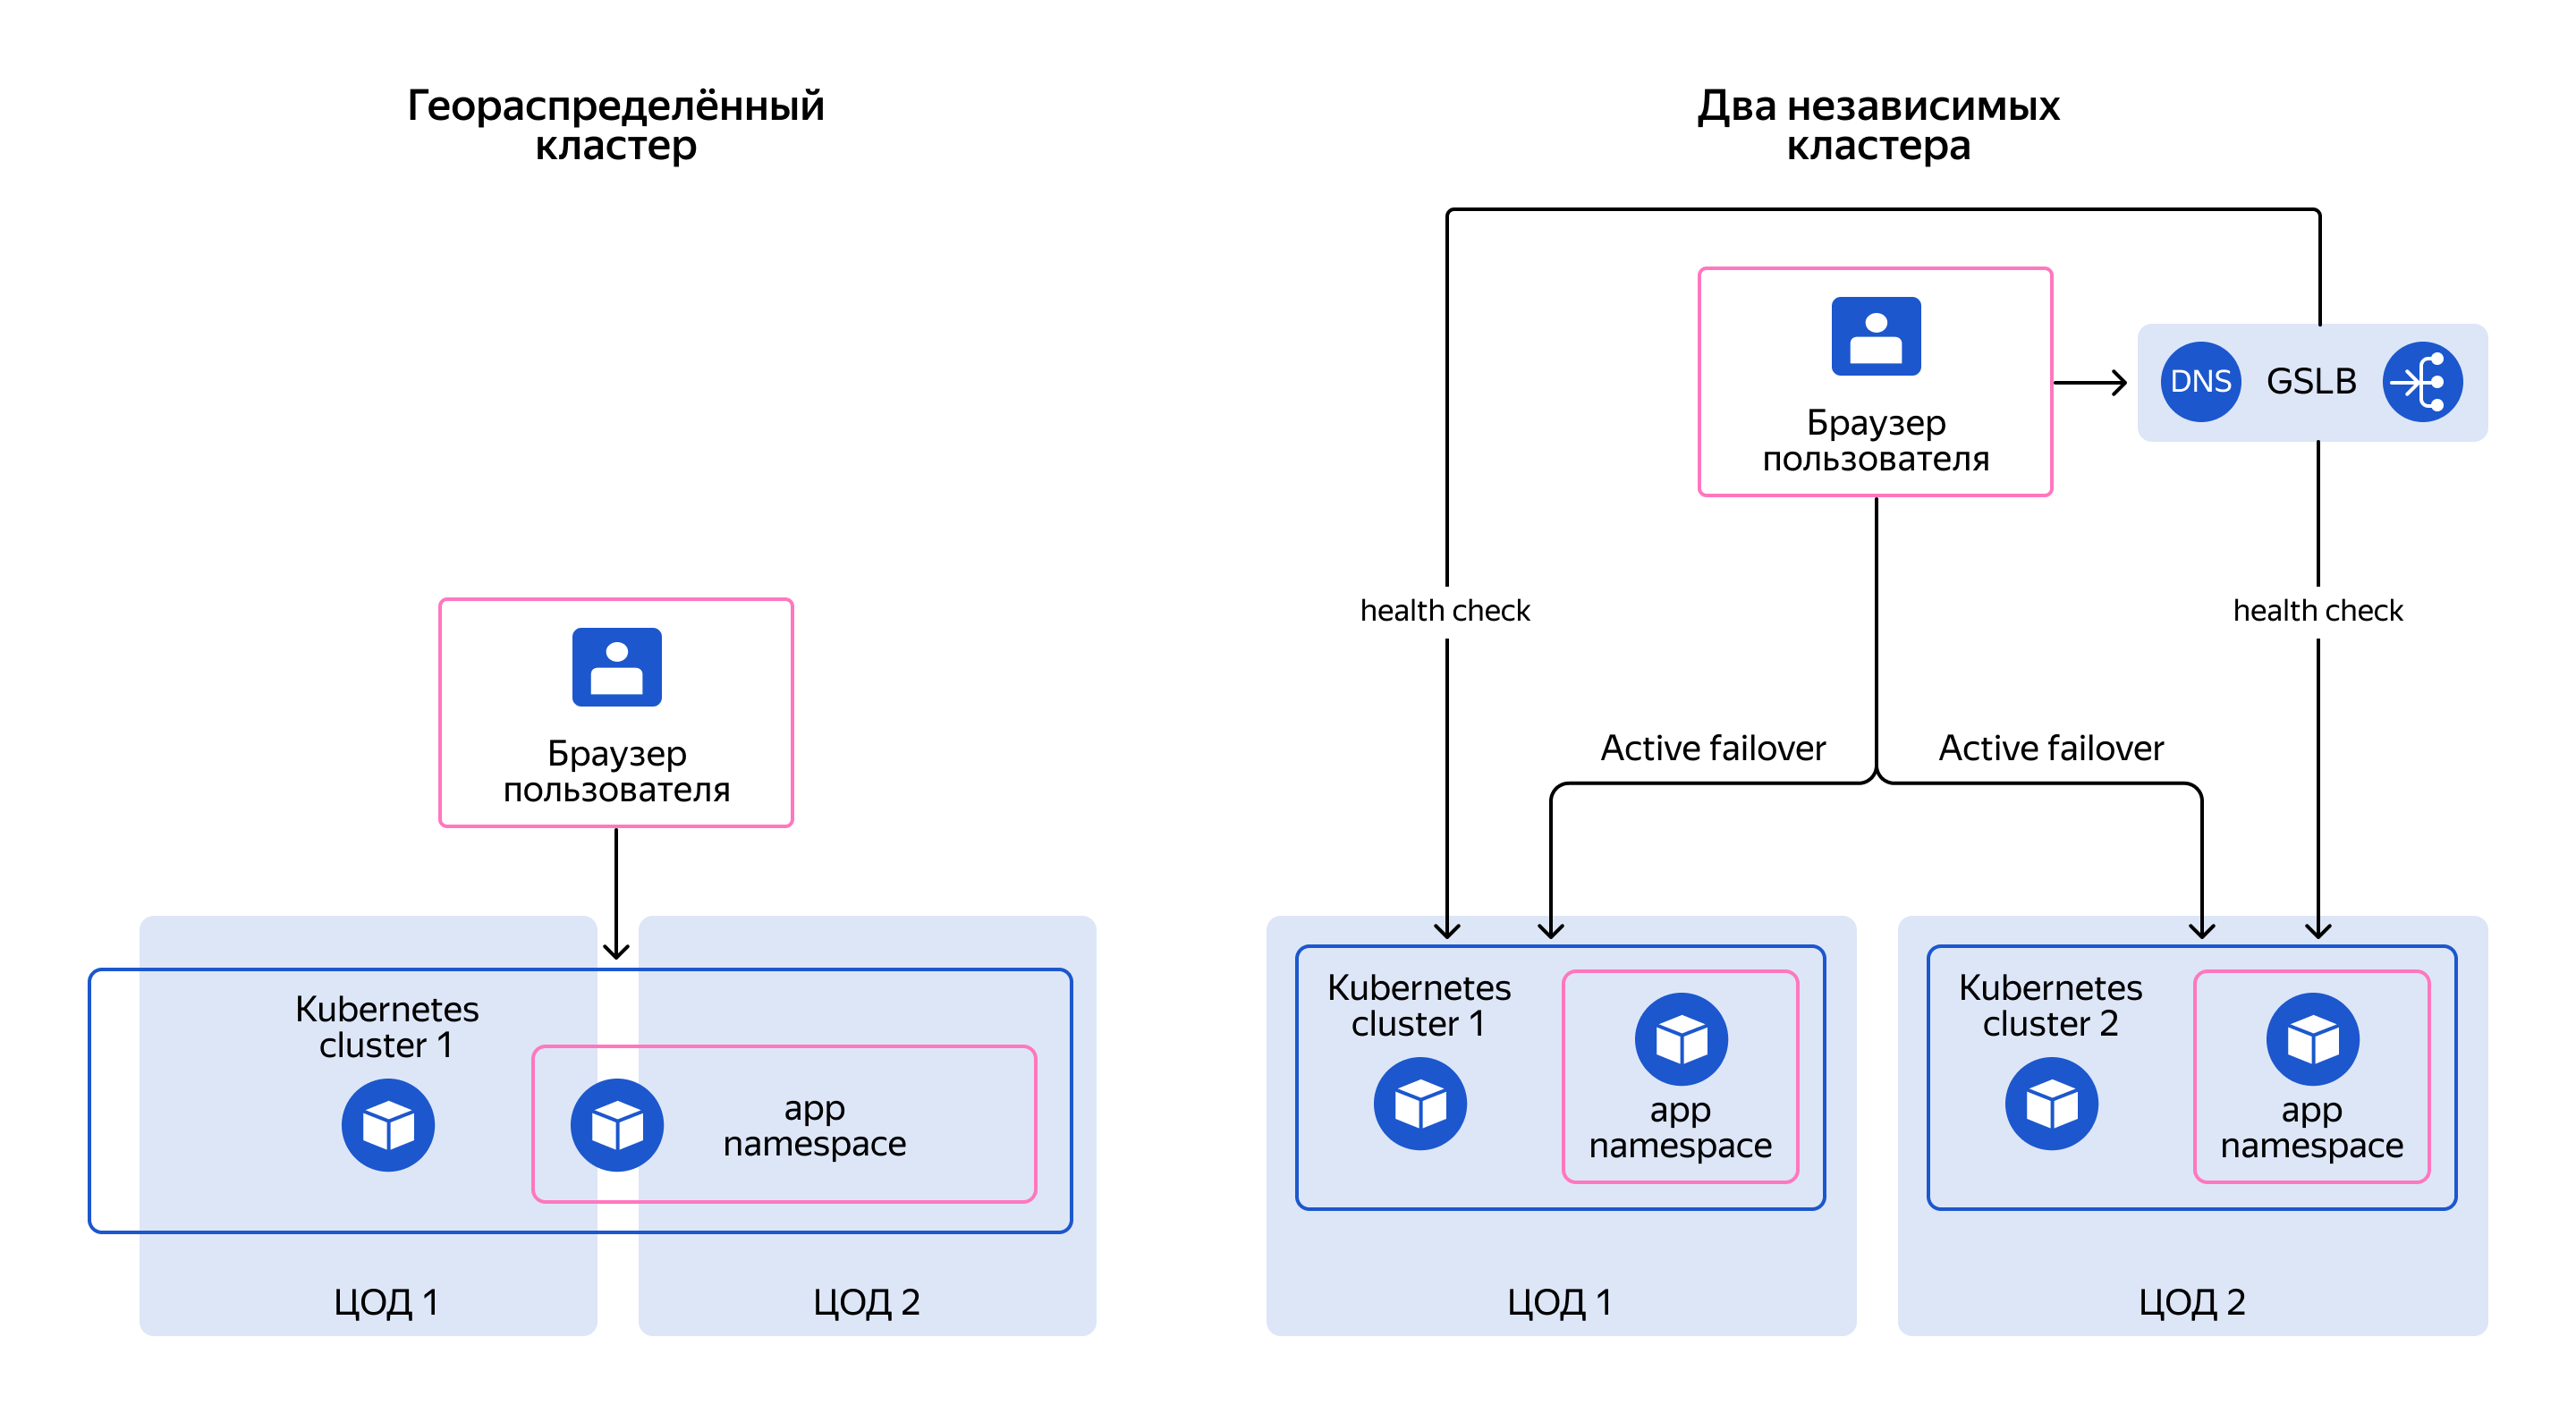 Геораспределённый
кластер
Браузер
пользователя
Kubernetes
cluster 1
app
namespace
ЦОД 1
ЦОД 2
Два независимых
кластера
Браузер
пользователя
DNS
GSLB
health check
health check
Active failover
Active failover
Kubernetes
cluster 1
app
namespace
Kubernetes
cluster 2
app
namespace
ЦОД 1
ЦОД 2